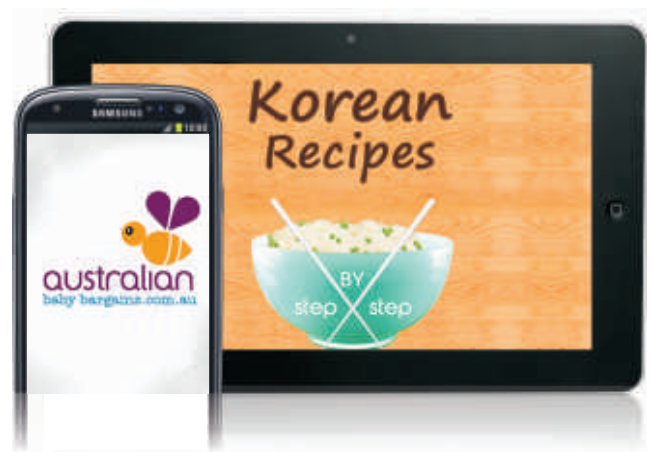 Korean
Recipes
BY
step step
SAMSUNG
australian
baby bargains.com.au